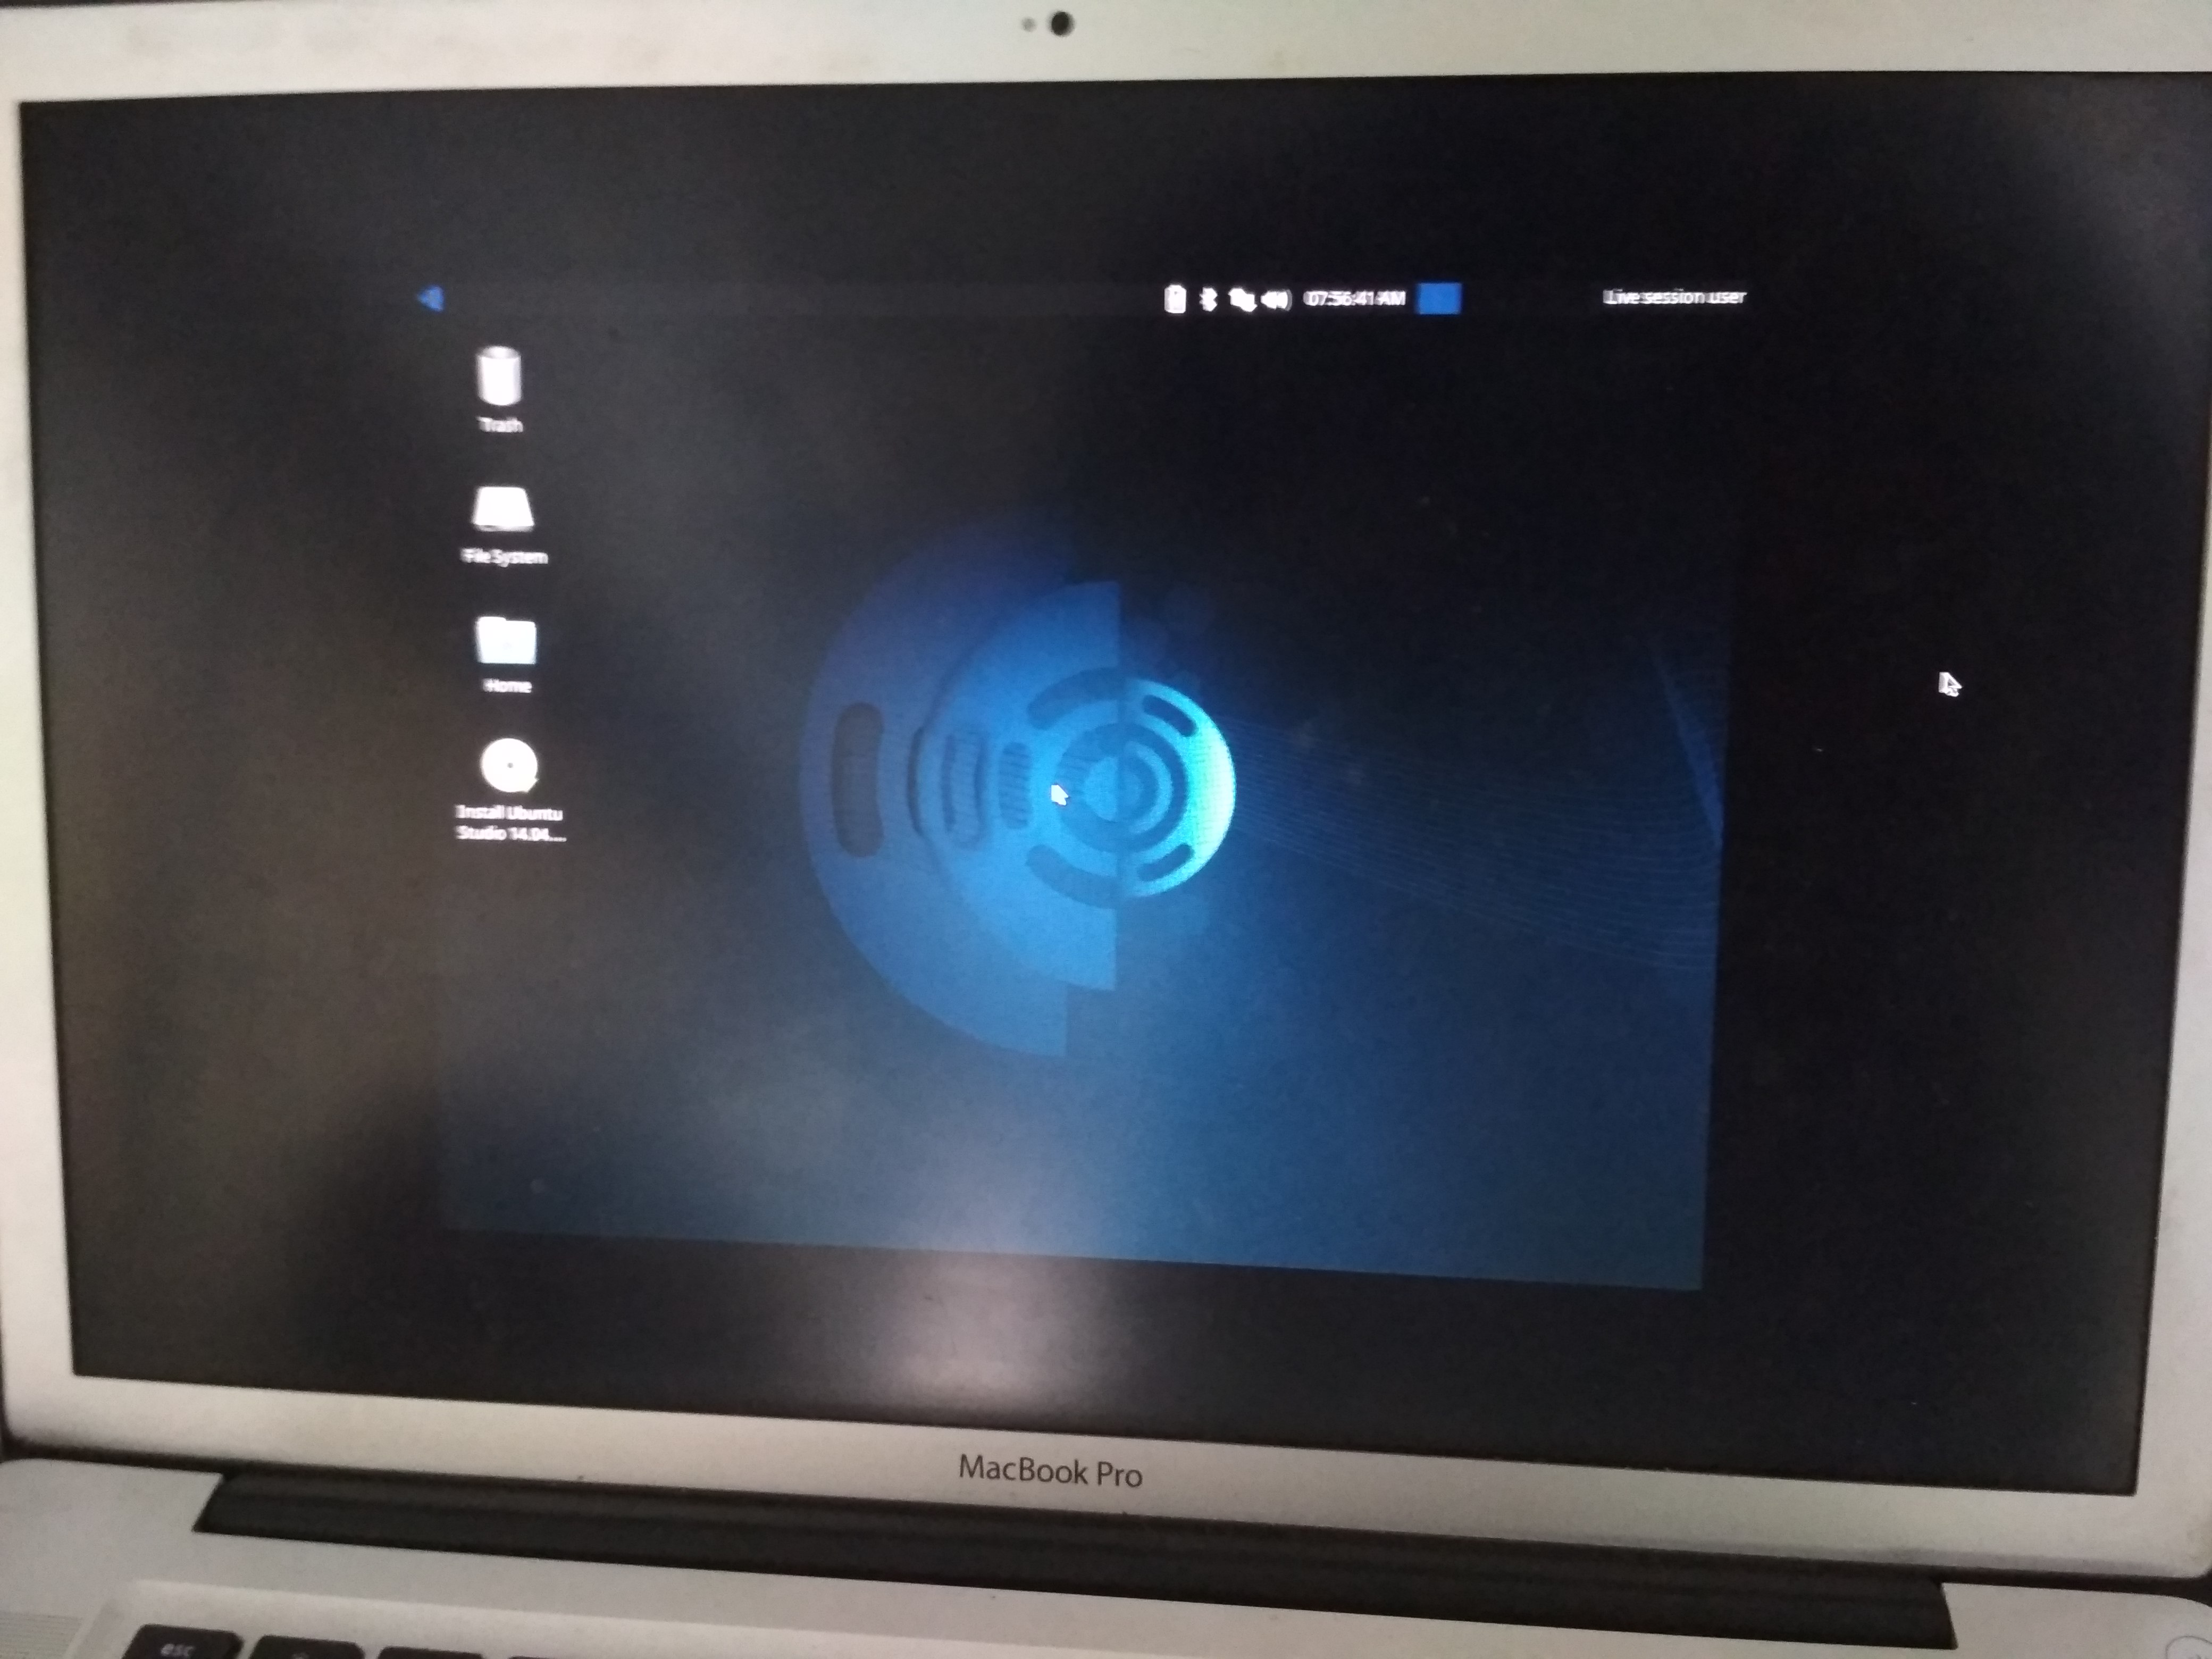 07:56:41 AM
Live session user
Trash
File System
Home
Install Ubuntu
Studio 14.04....
MacBook Pro
esc